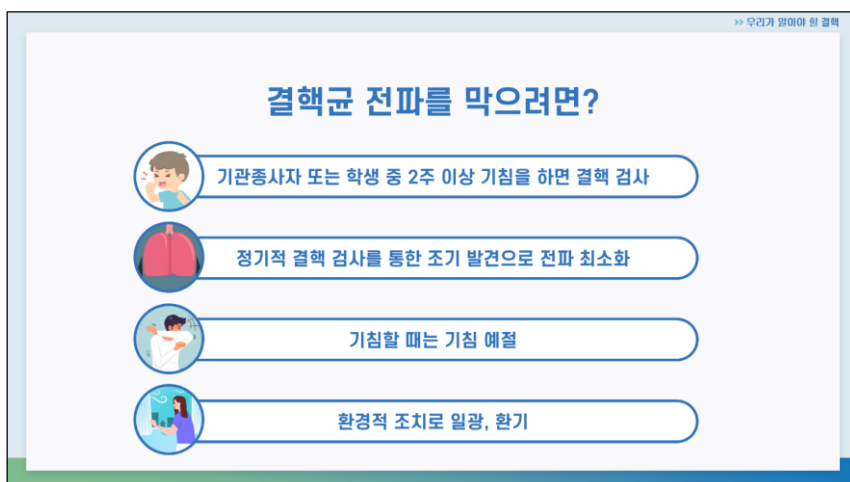 >> 우리가 알아야 할 결핵
결핵균 전파를 막으려면?
기관종사자 또는 학생 중 2주 이상 기침을 하면 결핵 검사
정기적 결핵 검사를 통한 조기 발견으로 전파 최소화
기침할 때는 기침 예절
환경적 조치로 일광, 환기